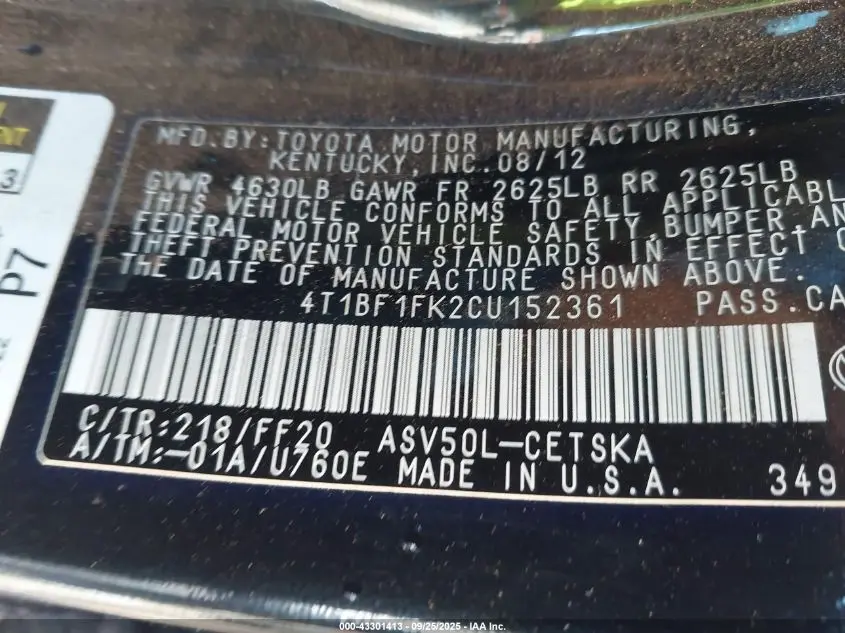 MFD.BY:TOYOTA MOTOR MANUFACTURING,
KENTUCKY,INC.08/12
GVWR 4630LB GAWR FR 2625LB RR 2625LB
THIS VEHICLE CONFORMS TO ALL APPLICABL
FEDERAL MOTOR VEHICLE SAFETY,BUMPER,AN
THEFT PREVENTION STANDARDS IN EFFECT O
THE DATE OF MANUFACTURE SHOWN ABOVE.
4T1BF1FK2CU152361 PASS.CA
C/TR:218/FF20 ASV50L-CETSKA
A/TM:-01A/U760E MADE IN U.S.A. 349
3
P7
000-43301413 - 09/25/2025 - IAA Inc.